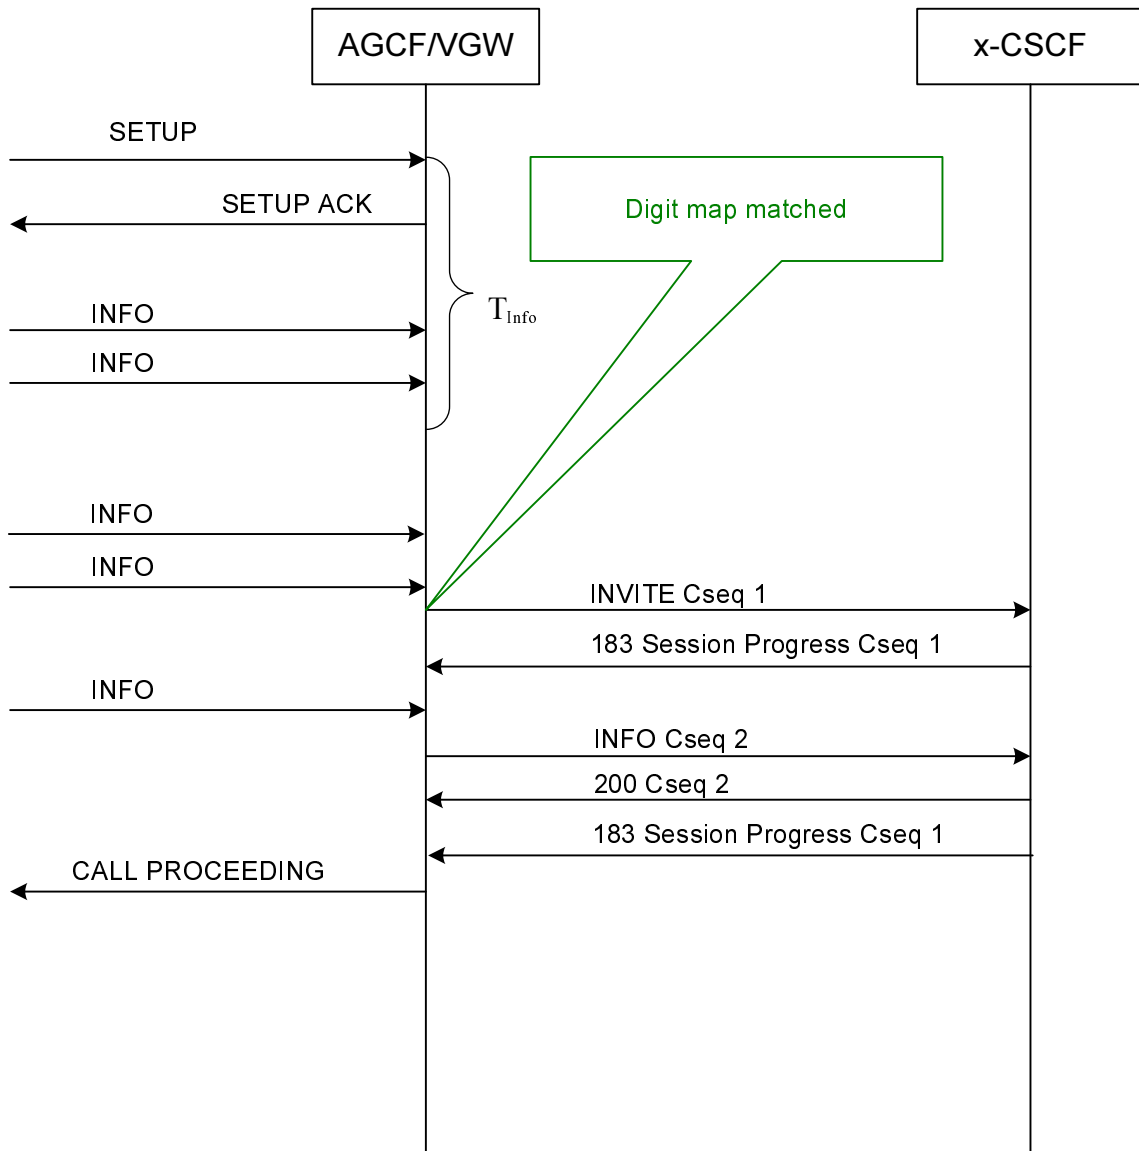 AGCF/VGW
x-CSCF
SETUP
SETUP ACK
Digit map matched
INFO
TInfo
INFO
INFO
INFO
INVITE Cseq 1
183 Session Progress Cseq 1
INFO
INFO Cseq 2
200 Cseq 2
183 Session Progress Cseq 1
CALL PROCEEDING